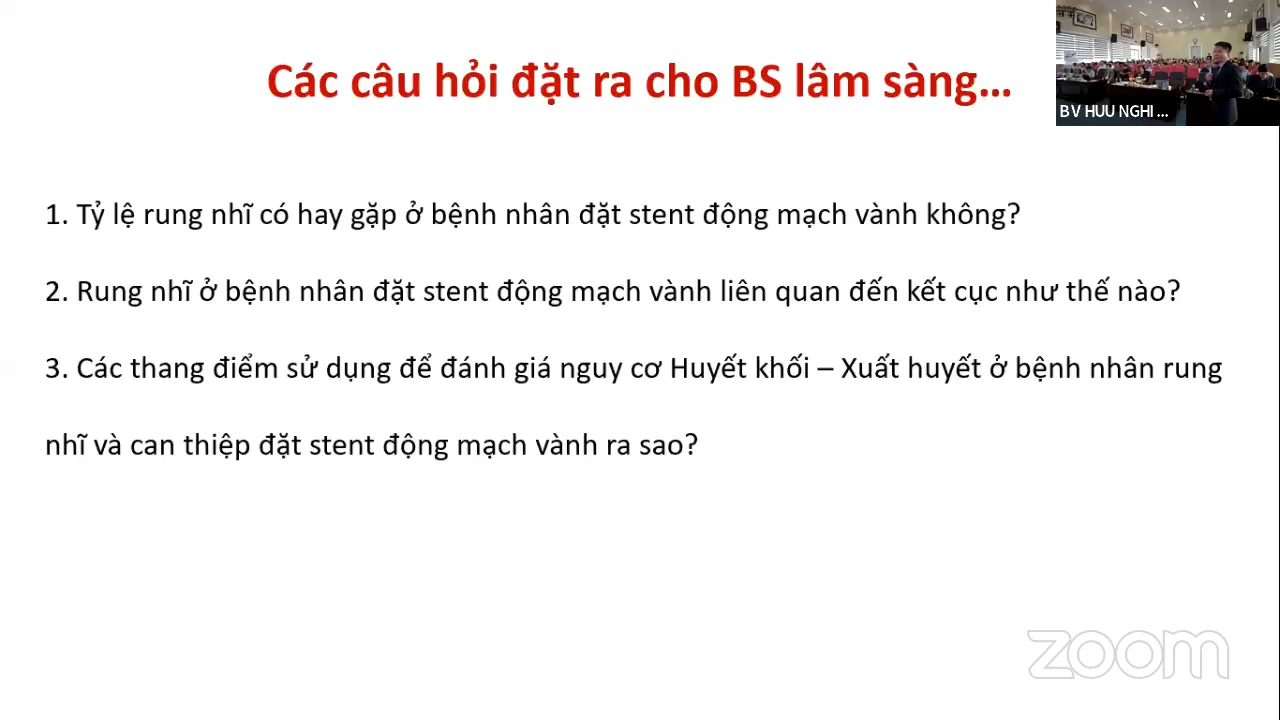 Các câu hỏi đặt ra cho BS lâm sàng...
BV HUU NGHI ...
1. Tỷ lệ rung nhĩ có hay gặp ở bệnh nhân đặt stent động mạch vành không?
2. Rung nhĩ ở bệnh nhân đặt stent động mạch vành liên quan đến kết cục như thế nào?
3. Các thang điểm sử dụng để đánh giá nguy cơ Huyết khối – Xuất huyết ở bệnh nhân rung
nhĩ và can thiệp đặt stent động mạch vành ra sao?
zoom